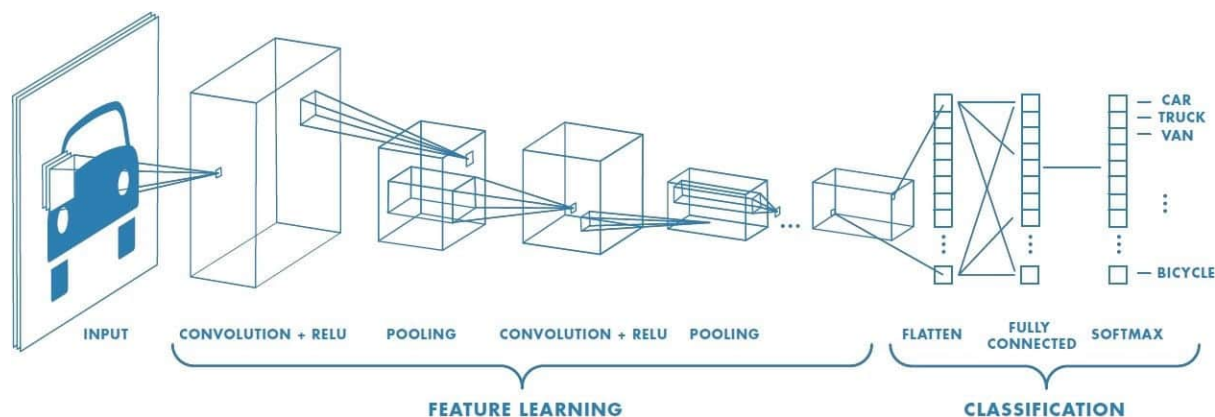 CAR
TRUCK
VAN
BICYCLE
INPUT
CONVOLUTION + RELU
POOLING
CONVOLUTION + RELU
POOLING
FLATTEN
FULLY
CONNECTED
SOFTMAX
FEATURE LEARNING
CLASSIFICATION